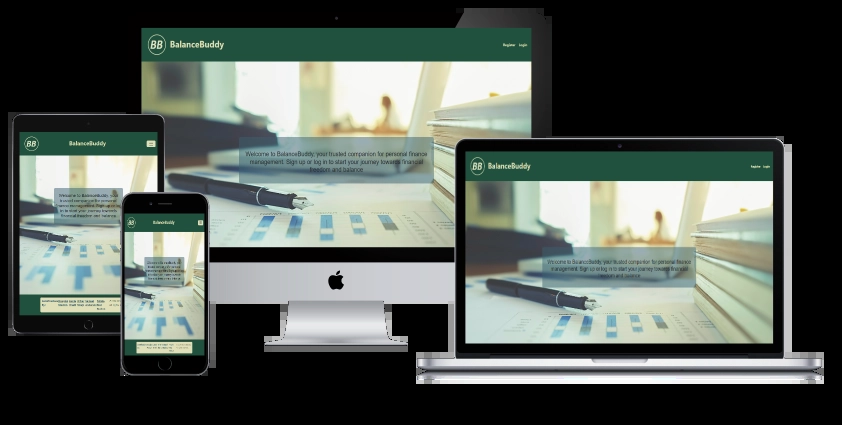 BB BalanceBuddy
Register Login
Welcome to BalanceBuddy, your trusted companion for personal finance
management. Sign up or log in to start your journey towards financial
freedom and balance.
BB BalanceBuddy
Welcome to BalanceBuddy, your
trusted companion for personal
finance management. Sign up or
log in to start your journey towards
financial freedom and balance.
BB BalanceBuddy
BB BalanceBuddy
Register Login
Welcome to BalanceBuddy, your trusted companion for personal finance
management. Sign up or log in to start your journey towards financial
freedom and balance.